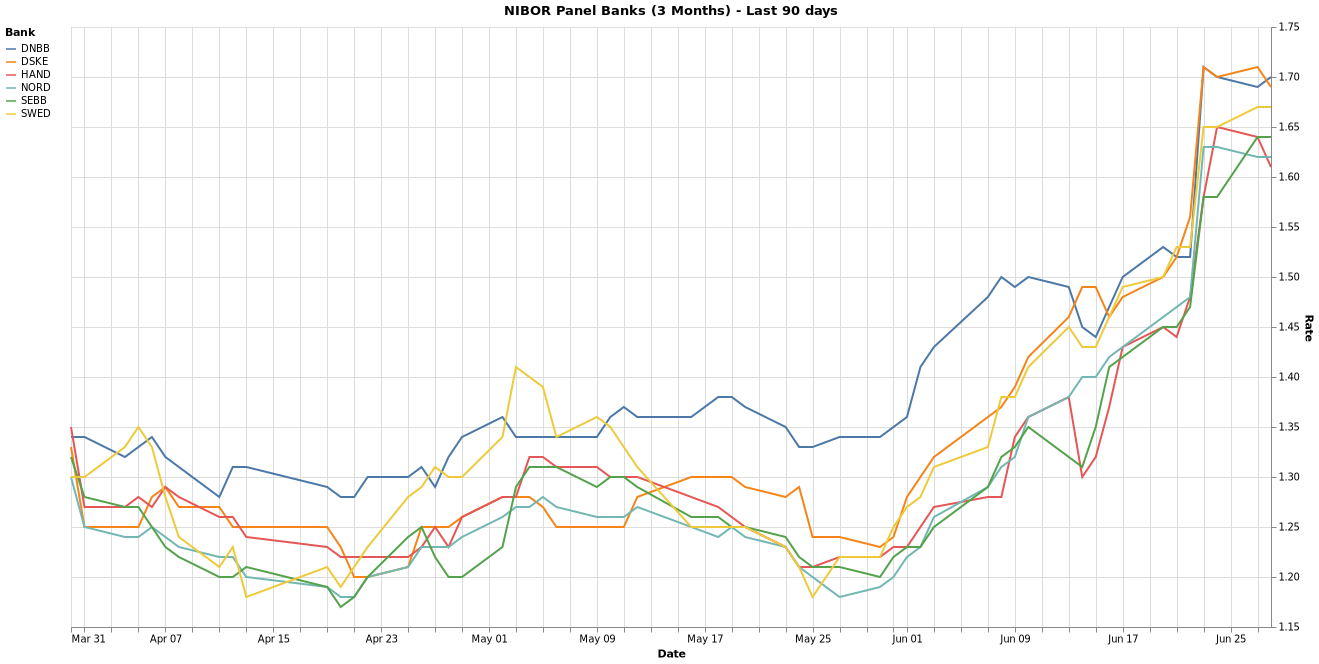 NIBOR Panel Banks (3 Months) - Last 90 days
Bank
DNBB
DSKE
HAND
NORD
SEBB
SWED
1.75
1.70
1.65
1.60
1.55
1.50
1.45
1.40
1.35
1.30
1.25
1.20
1.15
Rate
Mar 31 Apr 07 Apr 15 Apr 23 May 01 May 09 May 17 May 25 Jun 01 Jun 09 Jun 17 Jun 25
Date